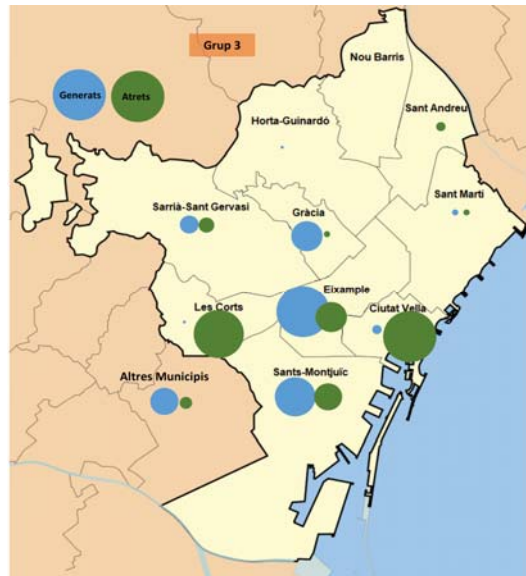 Grup 3
Nou Barris
Generats
Atrets
Sant Andreu
Horta-Guinardó
Sant Martí
Sarrià-Sant Gervasi
Gràcia
Eixample
Les Corts
Ciutat Vella
Altres Municipis
Sants-Montjuïc